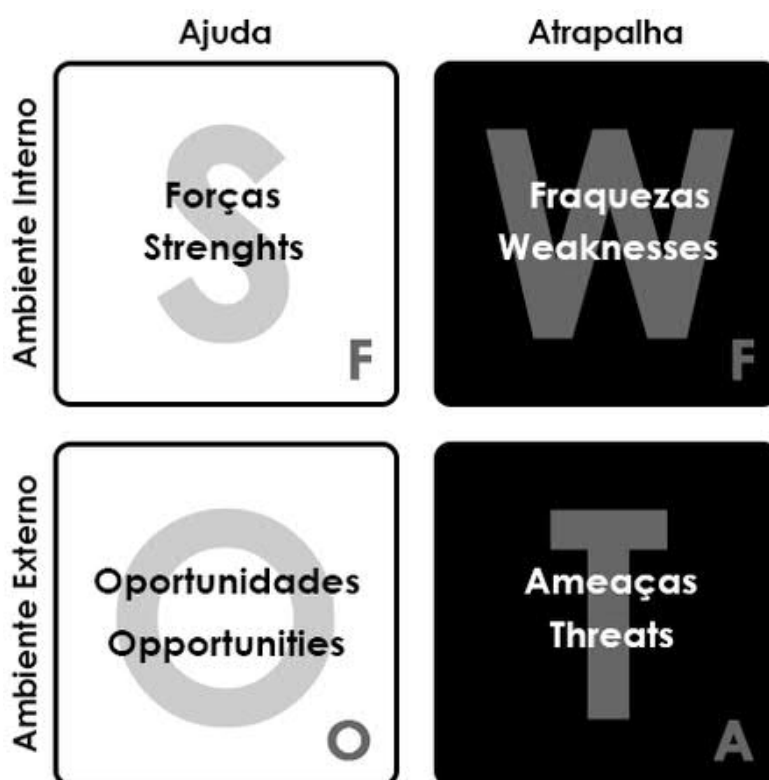 Ajuda
Atrapalha
Ambiente Interno
S
Forças
Strenghts
F
W
Fraquezas
Weaknesses
F
Ambiente Externo
O
Oportunidades
Opportunities
O
T
Ameaças
Threats
A